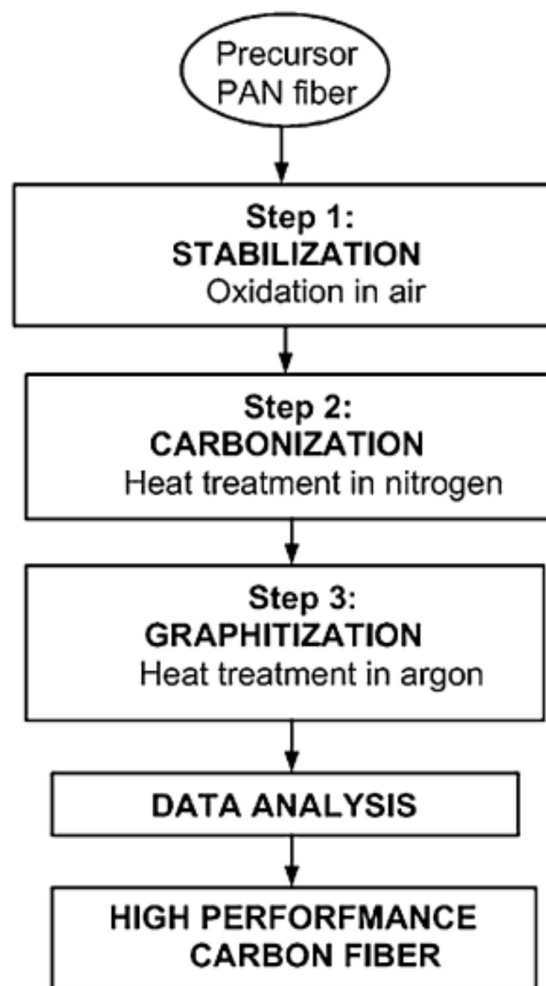 Precursor
PAN fiber
Step 1:
STABILIZATION
Oxidation in air
Step 2:
CARBONIZATION
Heat treatment in nitrogen
Step 3:
GRAPHITIZATION
Heat treatment in argon
DATA ANALYSIS
HIGH PERFORFMANCE
CARBON FIBER